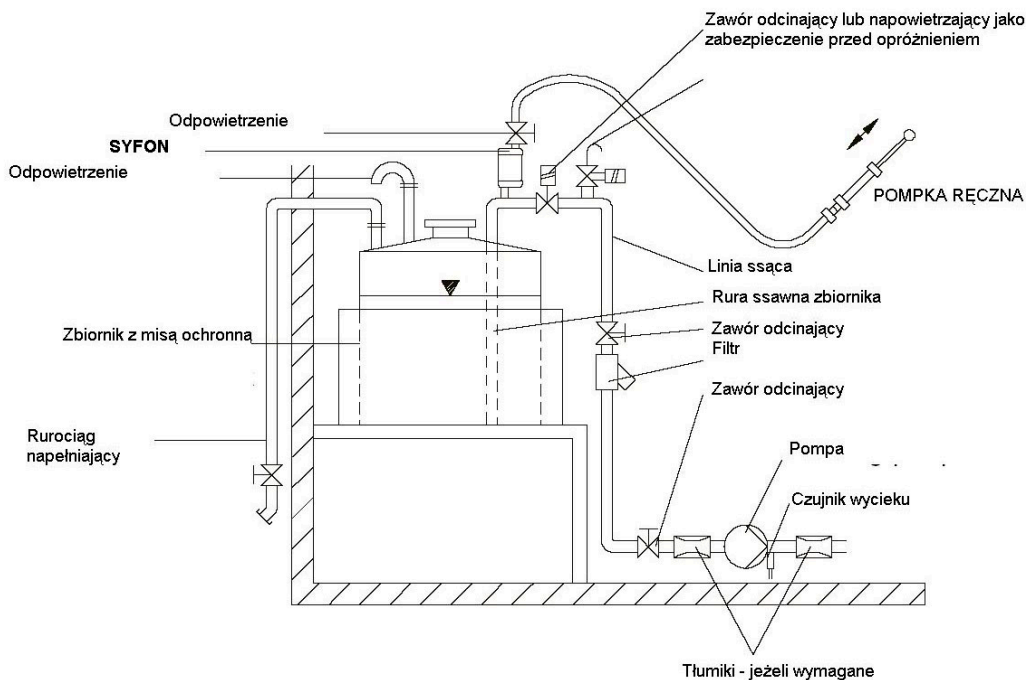 Zawór odcinający lub napowietrzający jako
zabezpieczenie przed opróżnieniem
Odpowietrzenie
SYFON
Odpowietrzenie
POMPKA RĘCZNA
Linia ssąca
Rura ssawna zbiornika
Zbiornik z misą ochronna
Zawór odcinający
Filtr
Zawór odcinający
Rurociąg
napełniający
Pompa
Czujnik wycieku
Tłumiki - jeżeli wymagane